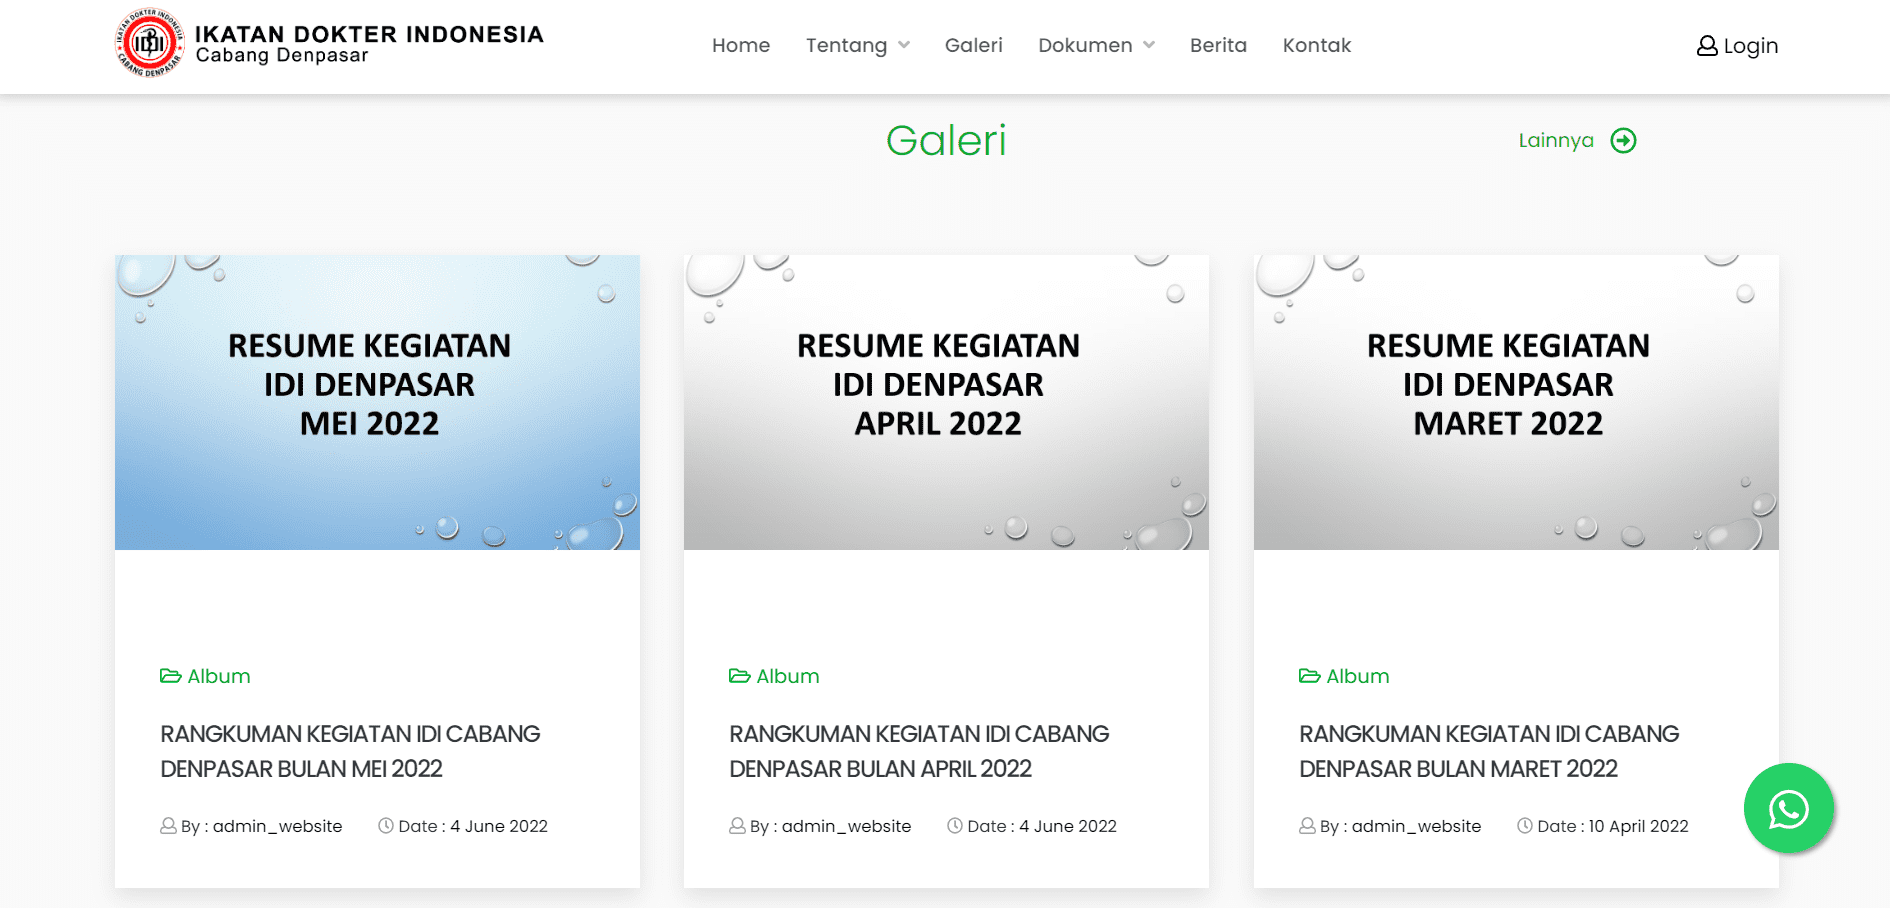 IKATAN DOKTER INDONESIA
CABANG DENPASAR
IDI
IKATAN DOKTER INDONESIA
Cabang Denpasar
Home
Tentang
Galeri
Dokumen
Berita
Kontak
Login
Galeri
Lainnya
RESUME KEGIATAN
IDI DENPASAR
MEI 2022
Album
RANGKUMAN KEGIATAN IDI CABANG
DENPASAR BULAN MEI 2022
By : admin_website
Date : 4 June 2022
RESUME KEGIATAN
IDI DENPASAR
APRIL 2022
Album
RANGKUMAN KEGIATAN IDI CABANG
DENPASAR BULAN APRIL 2022
By : admin_website
Date : 4 June 2022
RESUME KEGIATAN
IDI DENPASAR
MARET 2022
Album
RANGKUMAN KEGIATAN IDI CABANG
DENPASAR BULAN MARET 2022
By : admin_website
Date : 10 April 2022